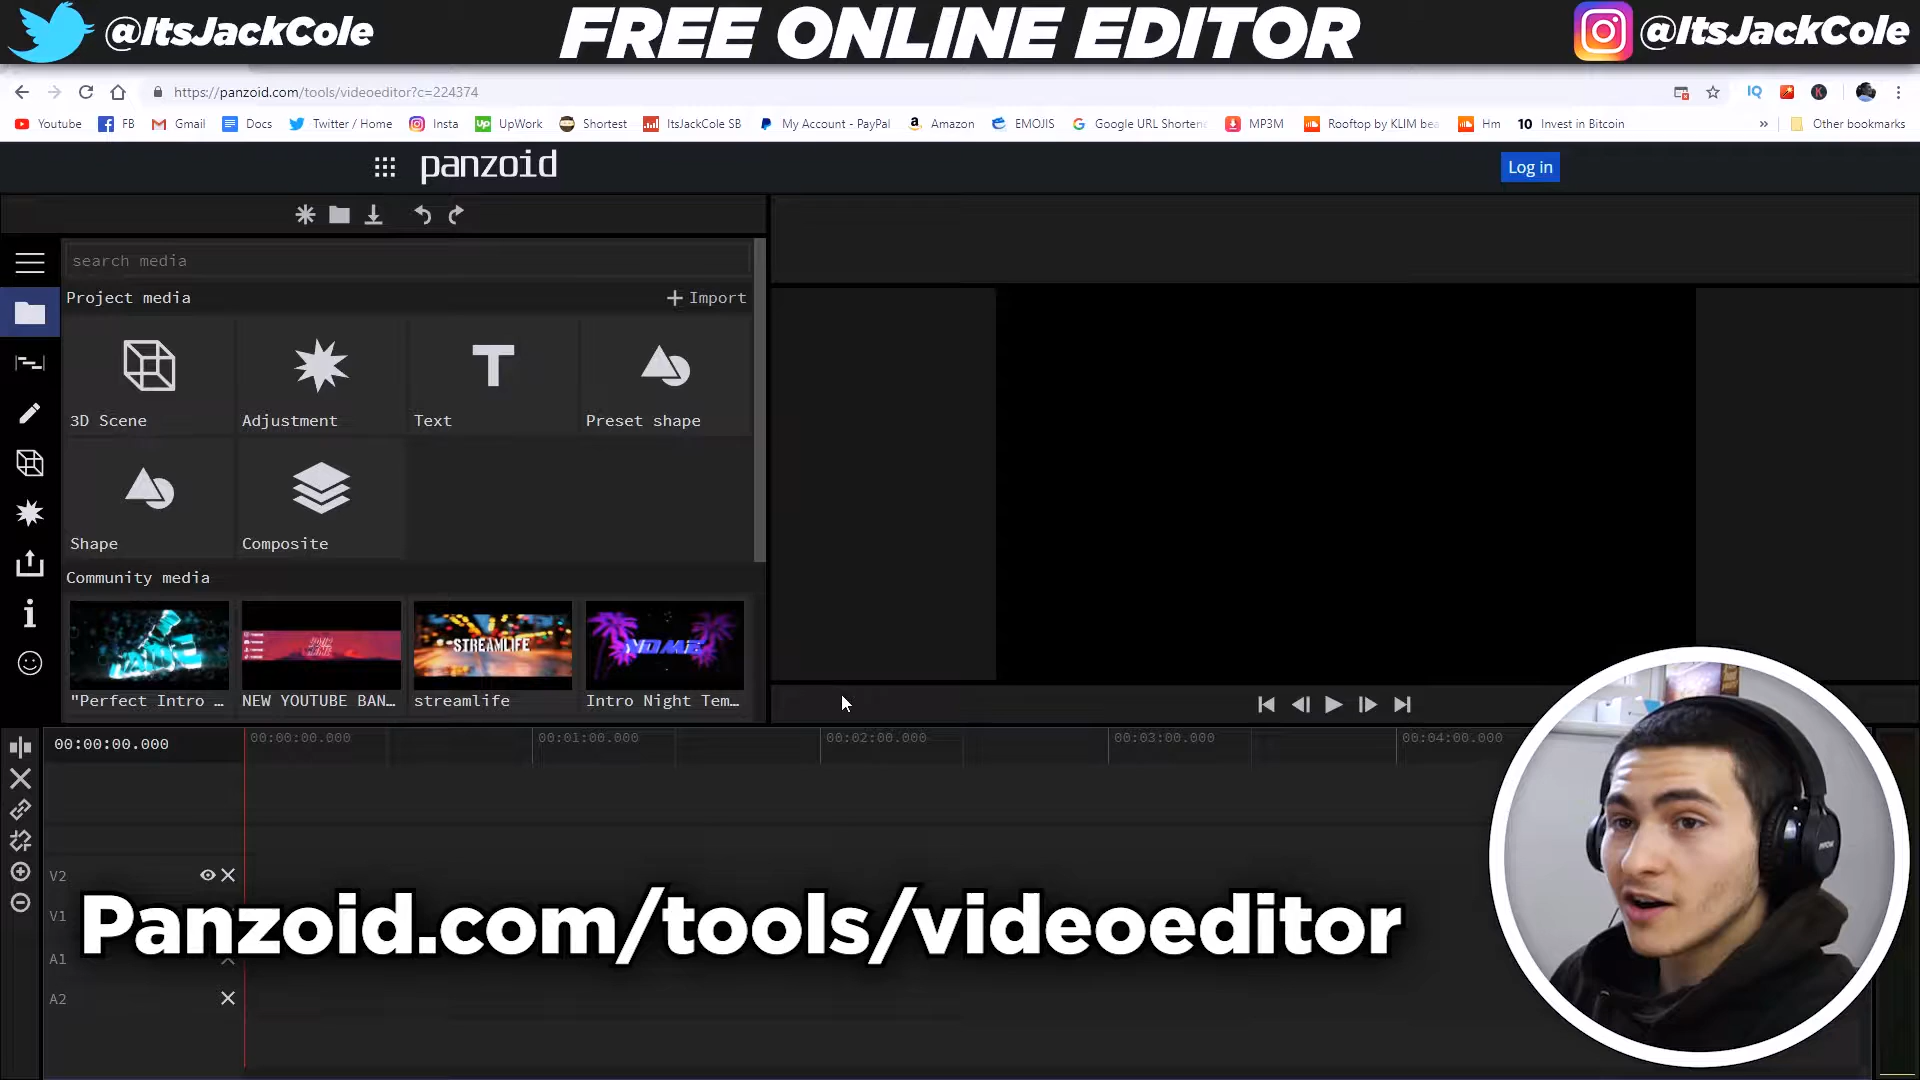 @ItsJackCole
FREE ONLINE EDITOR
@ItsJackCole
https://panzoid.com/tools/videoeditor?c=224374
IQ
K
Youtube
FB
Gmail
Docs
Twitter / Home
Insta
Up
UpWork
Shortest
ItsJackCole SB
My Account - PayPal
Amazon
EMOJIS
Google URL Shortene
MP3M
Rooftop by KLIM bea
Hm
10 Invest in Bitcoin
»
Other bookmarks
panzoid
Log in
search media
Project media
+ Import
3D Scene
Adjustment
Text
Preset shape
Shape
Composite
Community media
STREAMLIFE
"Perfect Intro …
NEW YOUTUBE BAN…
streamlife
Intro Night Tem…
00:00:00.000
00:00:00.000
00:01:00.000
00:02:00.000
00:03:00.000
00:04:00.000
V2
V1
Panzoid.com/tools/videoeditor
A1
A2